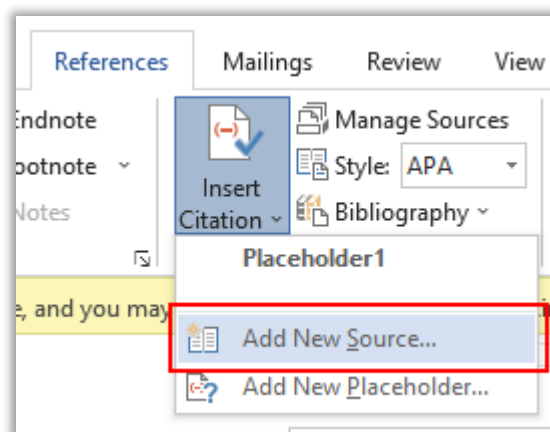 References Mailings Review View
Endnote
Footnote
Notes
Insert
Citation
Manage Sources
Style: APA
Bibliography
Placeholder1
e, and you may
Add New Source...
Add New Placeholder...